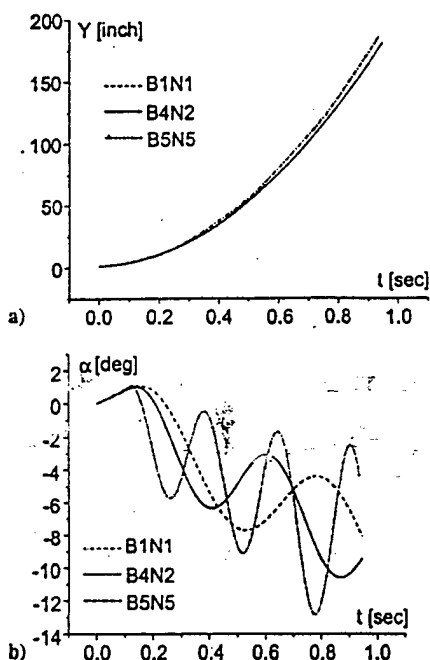 200
Y [inch]
150
B1N1
B4N2
B5N5
100
50
0
t [sec]
a)
0.0 0.2 0.4 0.6 0.8 1.0
2
α [deg]
0
-2
-4
-6
-8
B1N1
-10
B4N2
-12
B5N5
t [sec]
-14
b)
0.0 0.2 0.4 0.6 0.8 1.0